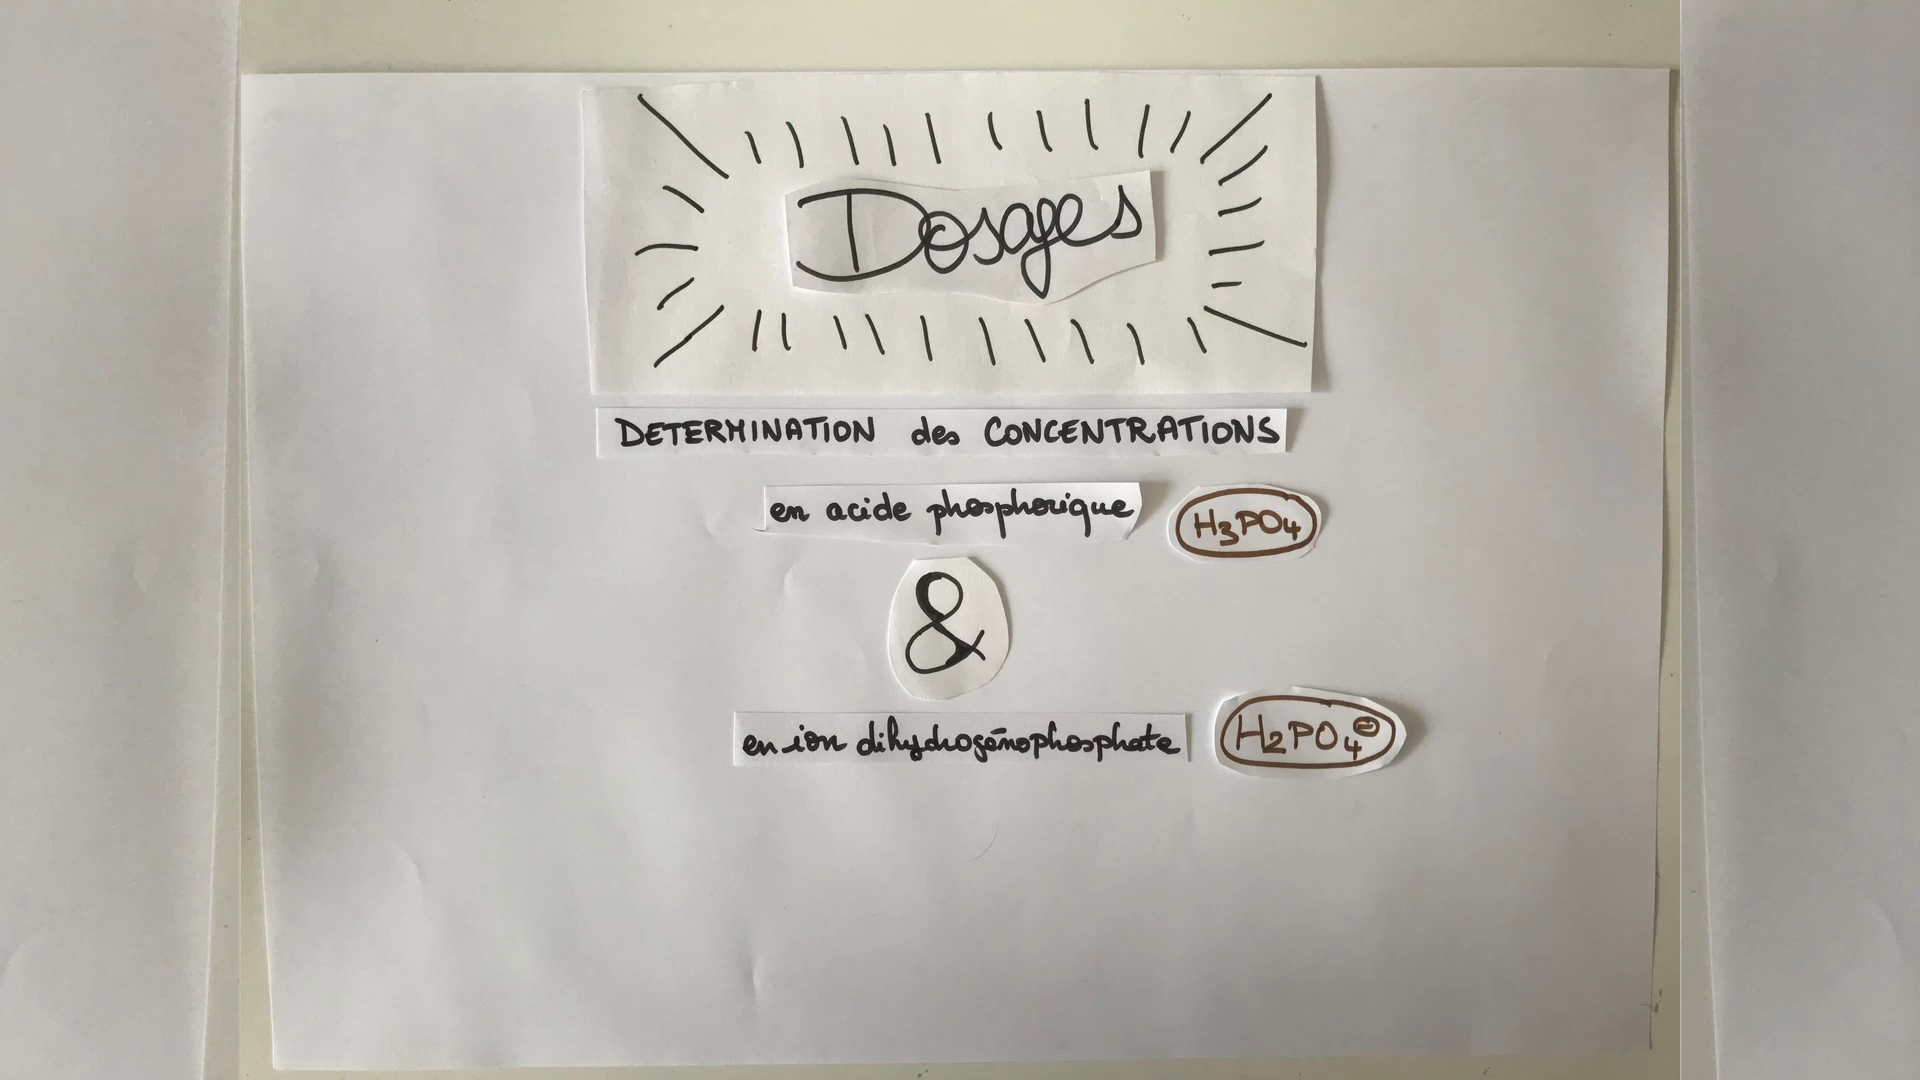 Dosages
DETERMINATION des CONCENTRATIONS
en acide phosphorique H₃PO₄
&
en ion dihydrogénophosphate H₂PO₄⊖